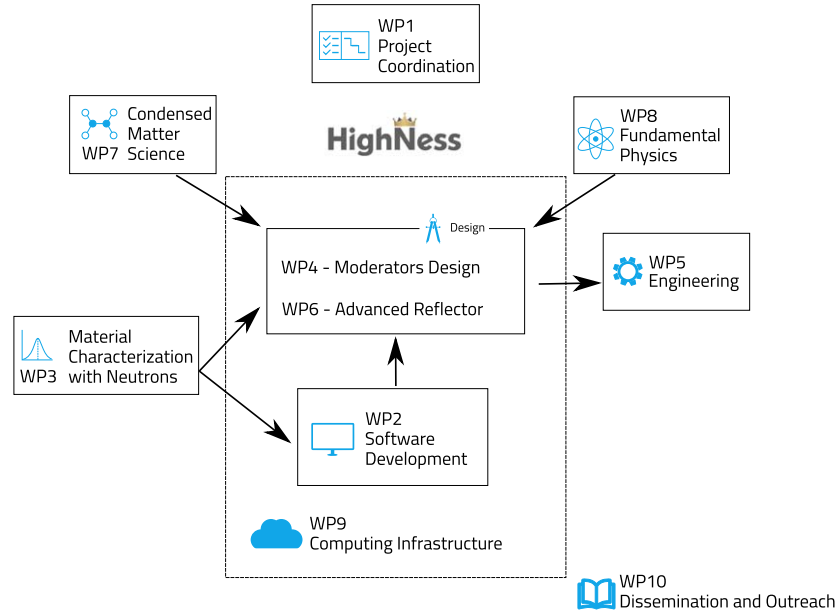 WP1
Project
Coordination
Condensed
Matter
WP7 Science
HighNess
WP8
Fundamental
Physics
Design
WP4 - Moderators Design
WP6 - Advanced Reflector
WP5
Engineering
Material
Characterization
WP3 with Neutrons
WP2
Software
Development
WP9
Computing Infrastructure
WP10
Dissemination and Outreach